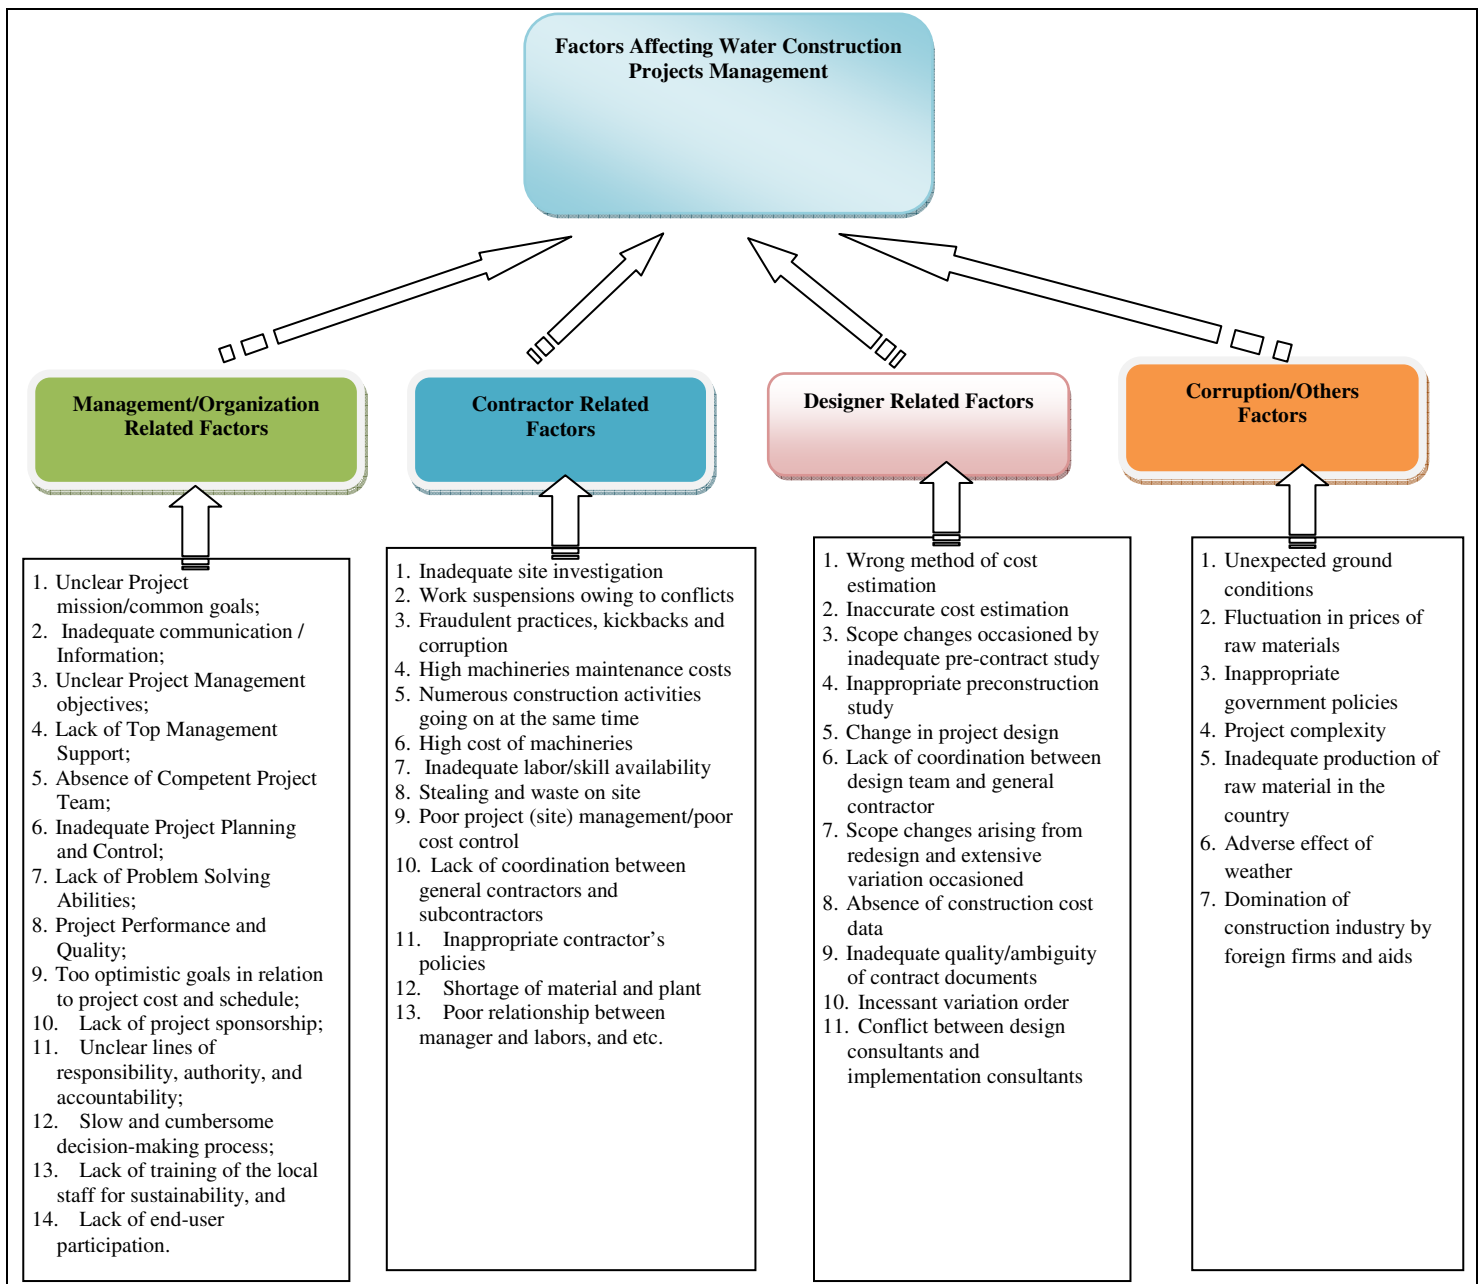 Factors Affecting Water Construction
Projects Management
Management/Organization
Related Factors
Contractor Related
Factors
Designer Related Factors
Corruption/Others
Factors
1. Unclear Project
mission/common goals;
2. Inadequate communication /
Information;
3. Unclear Project Management
objectives;
4. Lack of Top Management
Support;
5. Absence of Competent Project
Team;
6. Inadequate Project Planning
and Control;
7. Lack of Problem Solving
Abilities;
8. Project Performance and
Quality;
9. Too optimistic goals in relation
to project cost and schedule;
10. Lack of project sponsorship;
11. Unclear lines of
responsibility, authority, and
accountability;
12. Slow and cumbersome
decision-making process;
13. Lack of training of the local
staff for sustainability, and
14. Lack of end-user
participation.
1. Inadequate site investigation
2. Work suspensions owing to conflicts
3. Fraudulent practices, kickbacks and
corruption
4. High machineries maintenance costs
5. Numerous construction activities
going on at the same time
6. High cost of machineries
7. Inadequate labor/skill availability
8. Stealing and waste on site
9. Poor project (site) management/poor
cost control
10. Lack of coordination between
general contractors and
subcontractors
11. Inappropriate contractor’s
policies
12. Shortage of material and plant
13. Poor relationship between
manager and labors, and etc.
1. Wrong method of cost
estimation
2. Inaccurate cost estimation
3. Scope changes occasioned by
inadequate pre-contract study
4. Inappropriate preconstruction
study
5. Change in project design
6. Lack of coordination between
design team and general
contractor
7. Scope changes arising from
redesign and extensive
variation occasioned
8. Absence of construction cost
data
9. Inadequate quality/ambiguity
of contract documents
10. Incessant variation order
11. Conflict between design
consultants and
implementation consultants
1. Unexpected ground
conditions
2. Fluctuation in prices of
raw materials
3. Inappropriate
government policies
4. Project complexity
5. Inadequate production of
raw material in the
country
6. Adverse effect of
weather
7. Domination of
construction industry by
foreign firms and aids